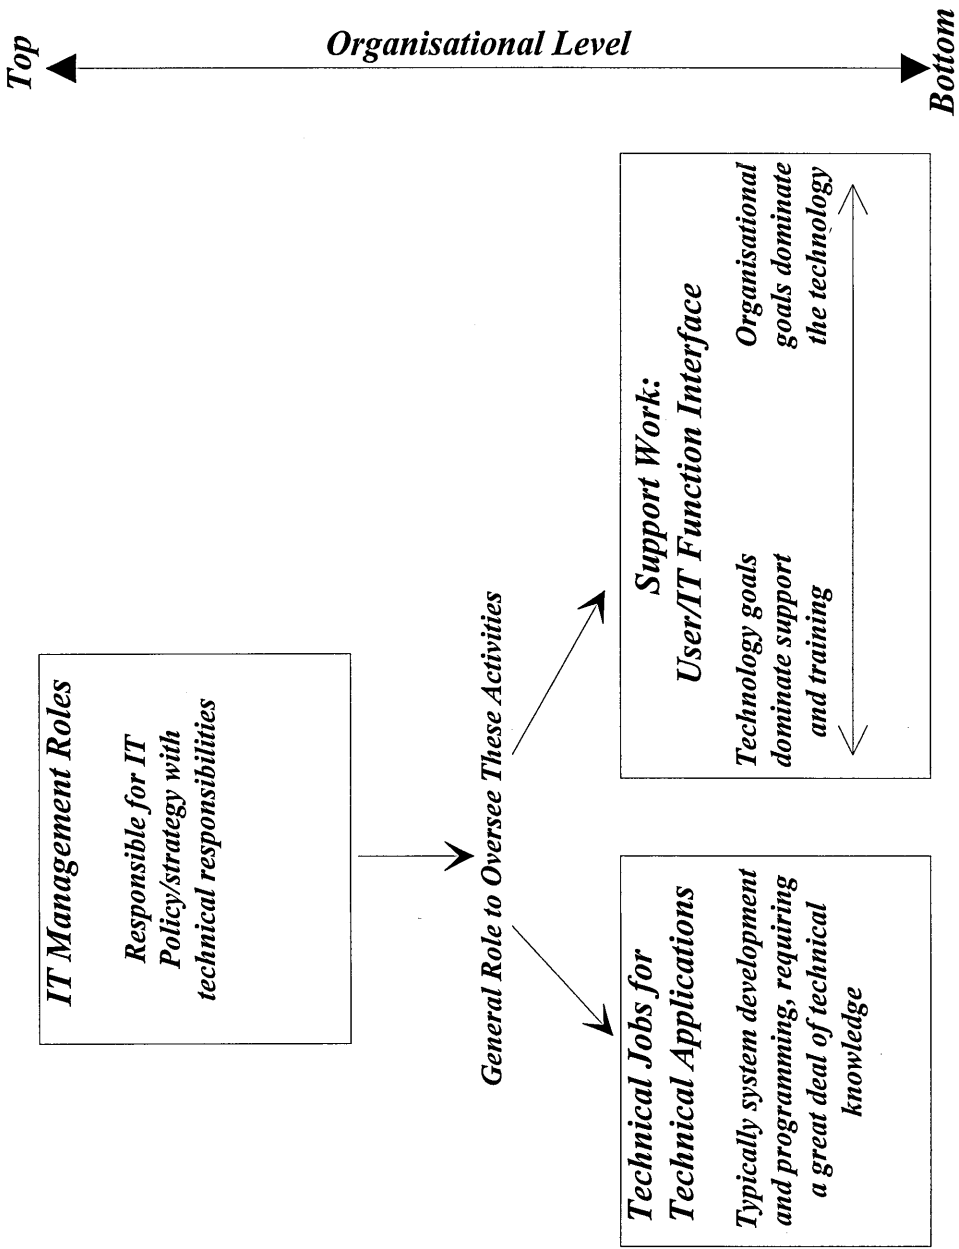 Top
Organisational Level
Bottom
IT Management Roles
Responsible for IT
Policy/strategy with
technical responsibilities
General Role to Oversee These Activities
Technical Jobs for
Technical Applications
Typically system development
and programming, requiring
a great deal of technical
knowledge
Support Work:
User/IT Function Interface
Technology goals
dominate support
and training
Organisational
goals dominate
the technology